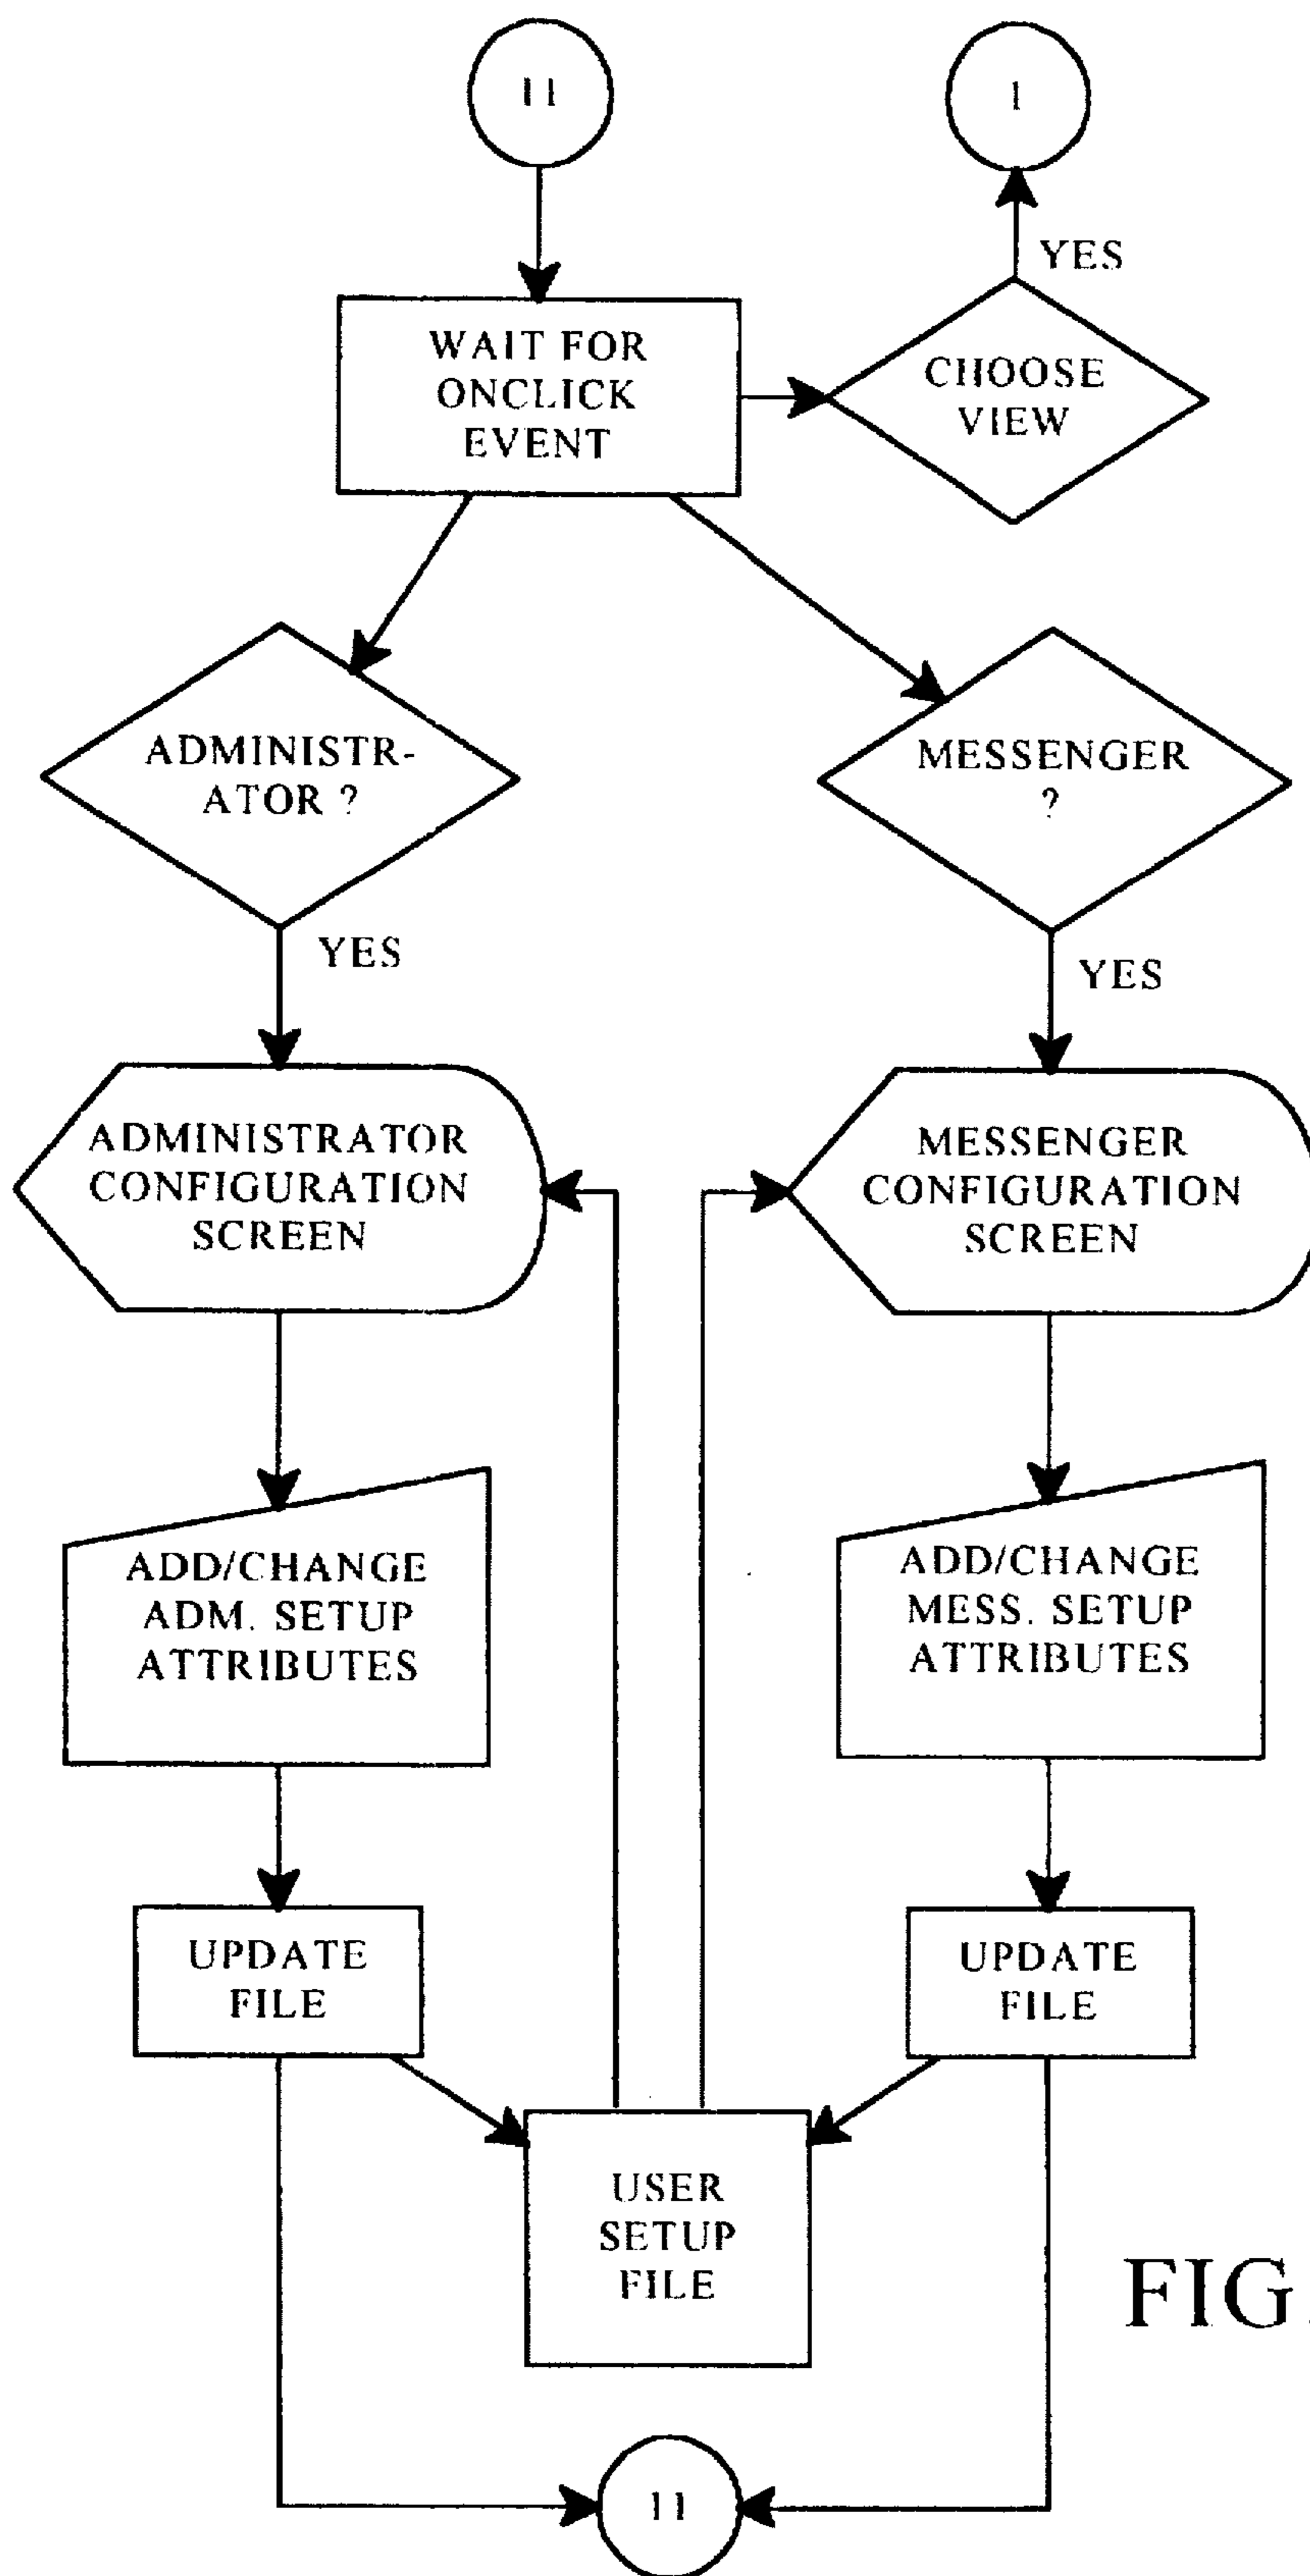 11
1
YES
WAIT FOR
ONCLICK
EVENT
CHOOSE
VIEW
ADMINISTR-
ATOR ?
MESSENGER
?
YES
YES
ADMINISTRATOR
CONFIGURATION
SCREEN
MESSENGER
CONFIGURATION
SCREEN
ADD/CHANGE
ADM. SETUP
ATTRIBUTES
ADD/CHANGE
MESS. SETUP
ATTRIBUTES
UPDATE
FILE
UPDATE
FILE
USER
SETUP
FILE
FIG.
11